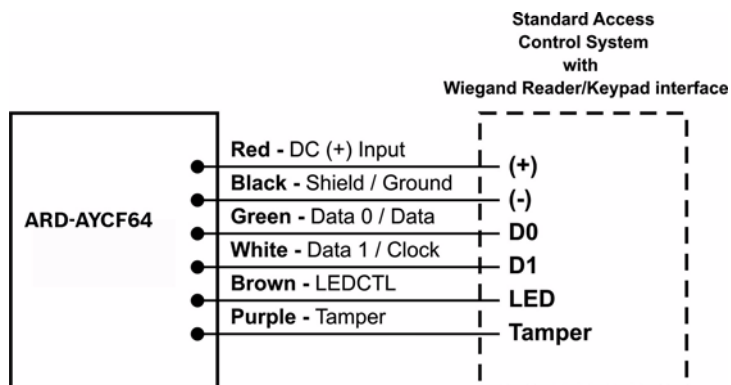 Standard Access
Control System
with
Wiegand Reader/Keypad interface
Red - DC (+) Input
(+)
Black - Shield / Ground
(-)
ARD-AYCF64
Green - Data 0 / Data
D0
White - Data 1 / Clock
D1
Brown - LEDCTL
LED
Purple - Tamper
Tamper